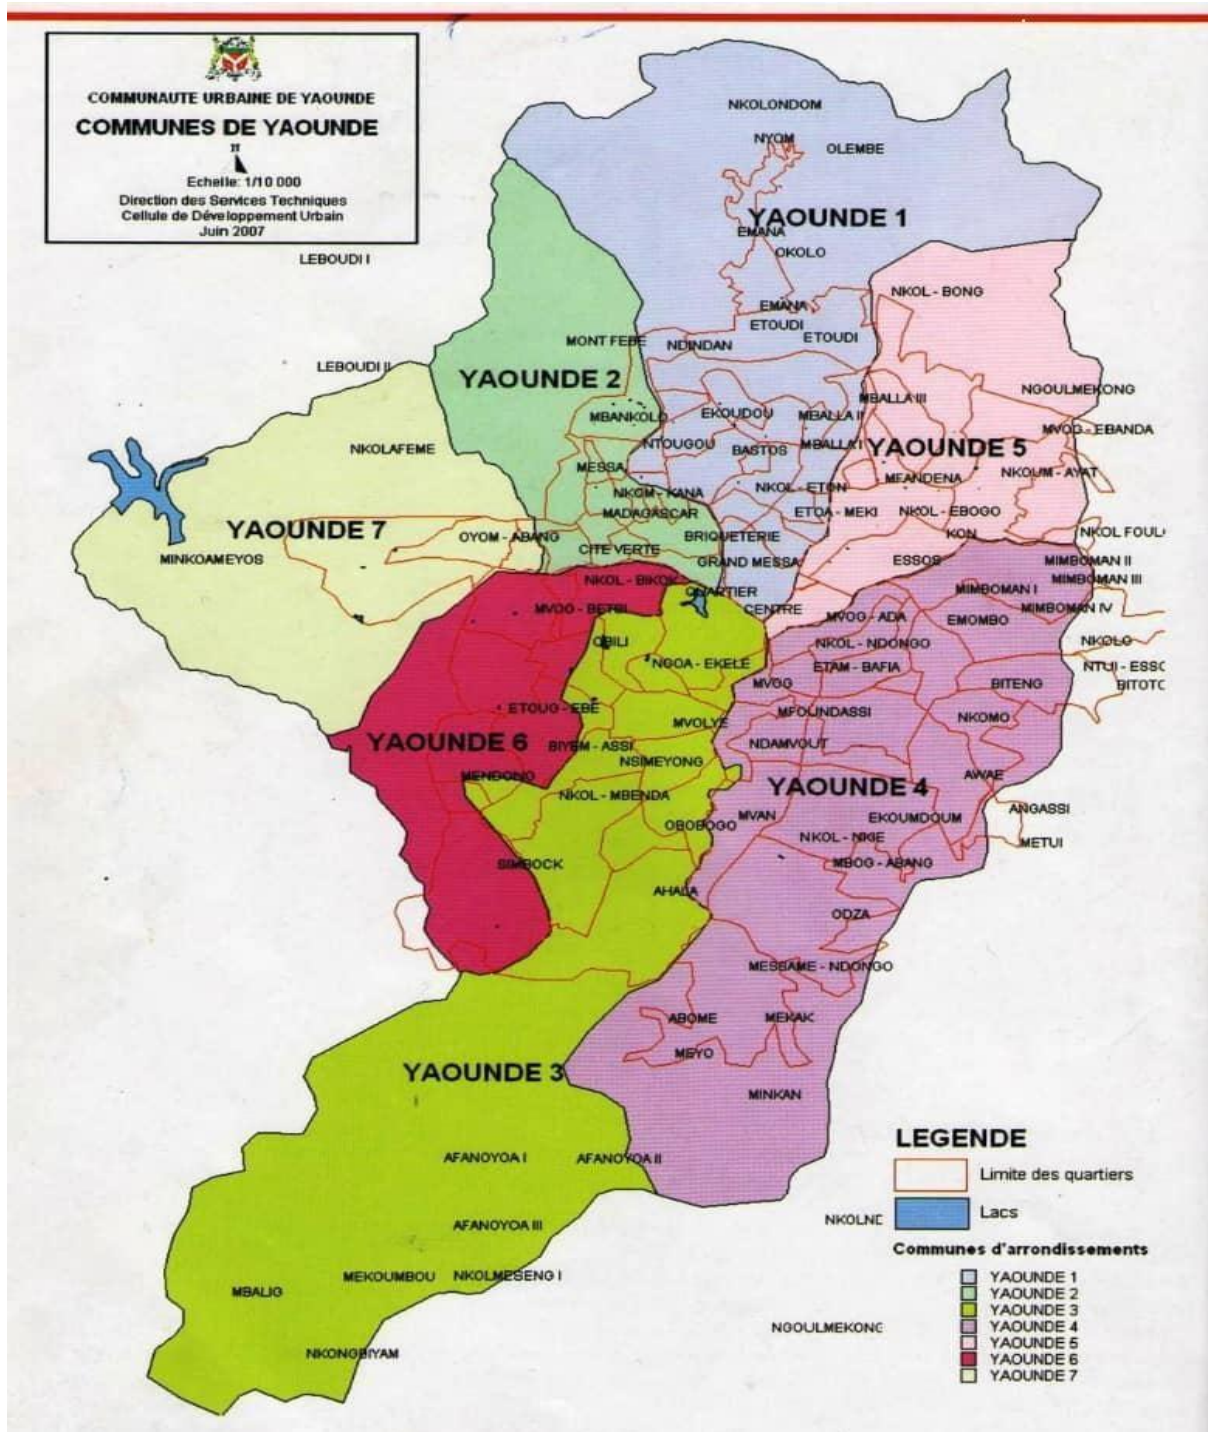 COMMUNAUTE URBAINE DE YAOUNDE
COMMUNES DE YAOUNDE
N
Echelle: 1/10 000
Direction des Services Techniques
Cellule de Développement Urbain
Juin 2007
LEBOUDI I
NKOLONDOM
NYOM
OLEMBE
YAOUNDE 1
EMANA
OKOLO
NKOL - BONG
EMANA
ETOUDI
ETOUDI
MONT FEBE
NDINDAN
LEBOUDI II
YAOUNDE 2
NGOULMEKONG
MBALLA III
MBANKOLO
EKOUDOU
MBALLA II
MVOG - EBANDA
NTOUGOU
BASTOS
MBALLA I
YAOUNDE 5
NKOLAFEME
MESSA
MFANDENA
NKOUM - AYAT
NKOM - KANA
NKOL - ETON
MADAGASCAR
ETOA - MEKI
NKOL - EBOGO
YAOUNDE 7
OYOM - ABANG
BRIQUETERIE
KON
NKOL FOUL
CITE VERTE
MINKOAMEYOS
GRAND MESSA
ESSOS
MIMBOMAN II
NKOL - BIKOK
MIMBOMAN III
QUARTIER
MIMBOMAN I
MVOG - BETSI
CENTRE
MIMBOMAN IV
MVOG - ADA
EMOMBO
OBILI
NKOL - NDONGO
NKOLO
NGOA - EKELE
ETAM - BAFIA
NTUI - ESSO
MVOG
BITENG
BITOTO
ETOUG - EBE
MFOUNDASSI
NKOMO
MVOLYE
YAOUNDE 6
BIYEM - ASSI
NDAMVOUT
NSIMEYONG
MENDONO
AWAE
YAOUNDE 4
NKOL - MBENDA
ANGASSI
MVAN
EKOUMDOUM
OBOBOGO
NKOL - NIGE
METUI
SIMBOCK
MBOG - ABANG
AHALA
ODZA
MESSAME - NDONGO
ABOME
MEKAK
MEYO
YAOUNDE 3
MINKAN
LEGENDE
AFANOYOA I
AFANOYOA II
Limite des quartiers
Lacs
NKOLNE
AFANOYOA III
Communes d'arrondissements
MEKOUMBOU
NKOLMESENG I
MBALIG
YAOUNDE 1
YAOUNDE 2
YAOUNDE 3
NGOULMEKONG
YAOUNDE 4
YAOUNDE 5
NKONGBIYAM
YAOUNDE 6
YAOUNDE 7